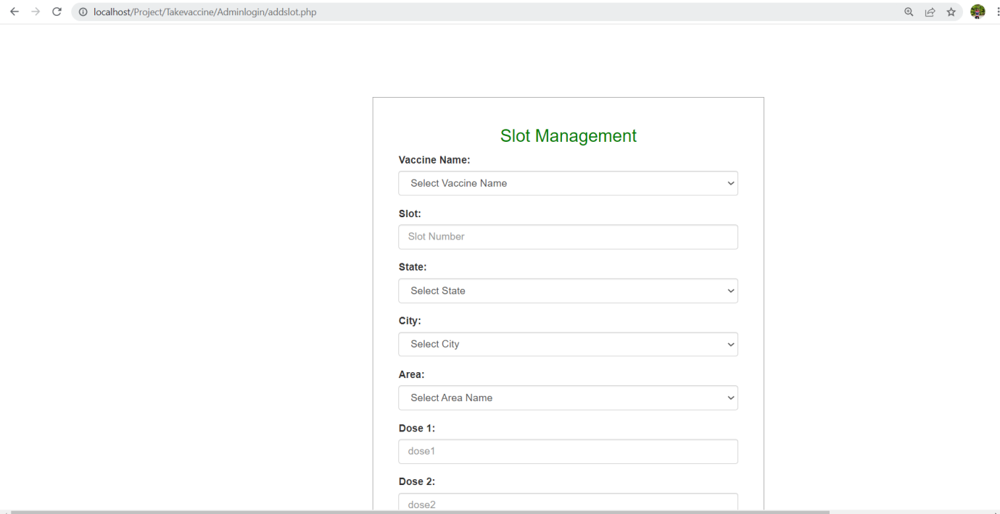 localhost/Project/Takevaccine/Adminlogin/addslot.php
Slot Management
Vaccine Name:
Select Vaccine Name
Slot:
Slot Number
State:
Select State
City:
Select City
Area:
Select Area Name
Dose 1:
dose1
Dose 2:
dose2